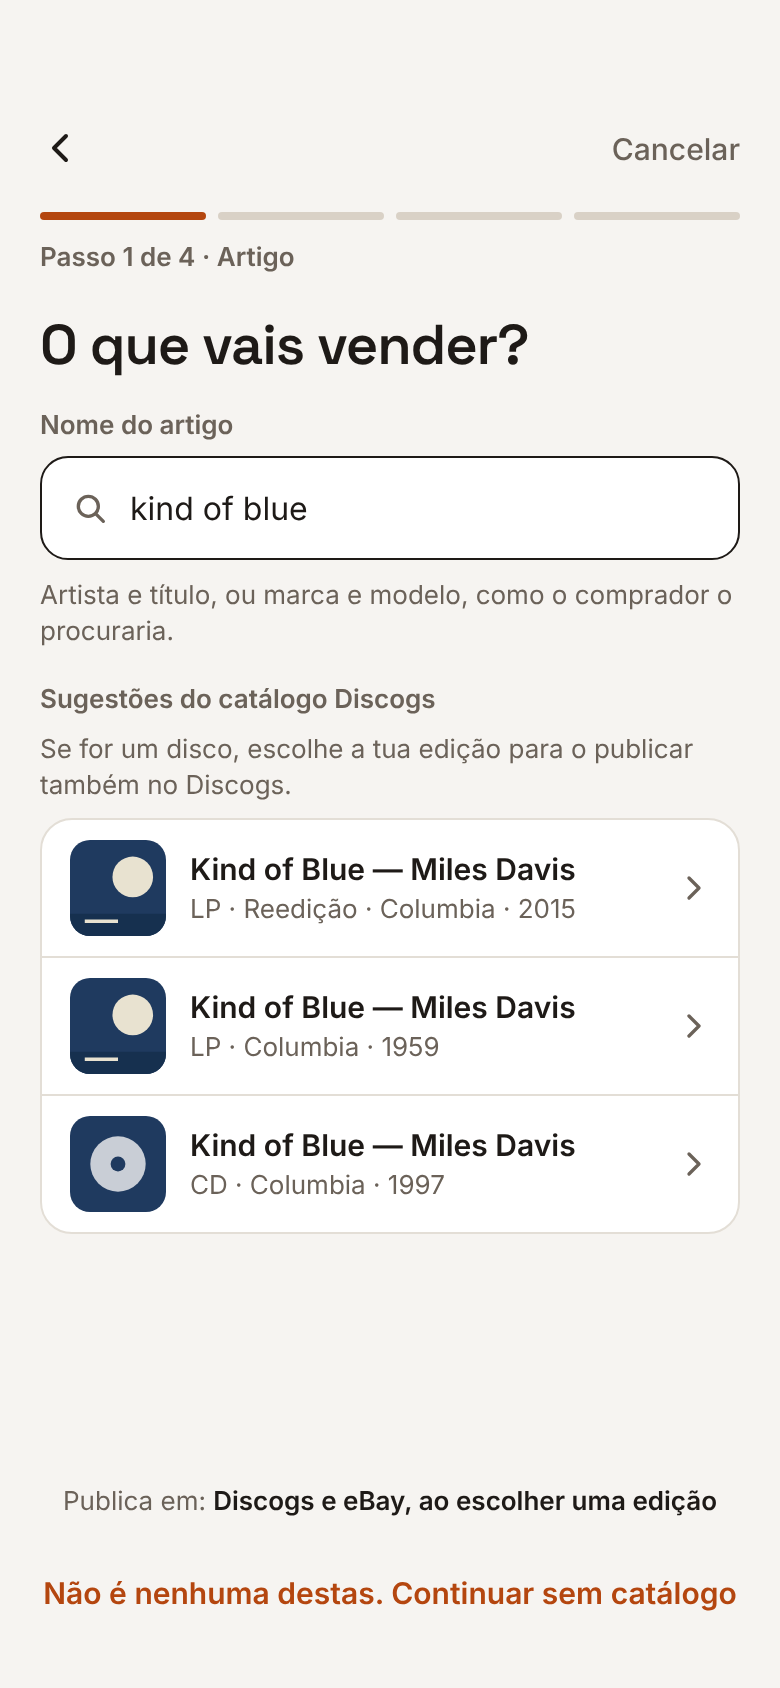 Cancelar
Passo 1 de 4 · Artigo
O que vais vender?
Nome do artigo
kind of blue
Artista e título, ou marca e modelo, como o comprador o
procuraria.
Sugestões do catálogo Discogs
Se for um disco, escolhe a tua edição para o publicar
também no Discogs.
Kind of Blue — Miles Davis
LP · Reedição · Columbia · 2015
Kind of Blue — Miles Davis
LP · Columbia · 1959
Kind of Blue — Miles Davis
CD · Columbia · 1997
Publica em: Discogs e eBay, ao escolher uma edição
Não é nenhuma destas. Continuar sem catálogo